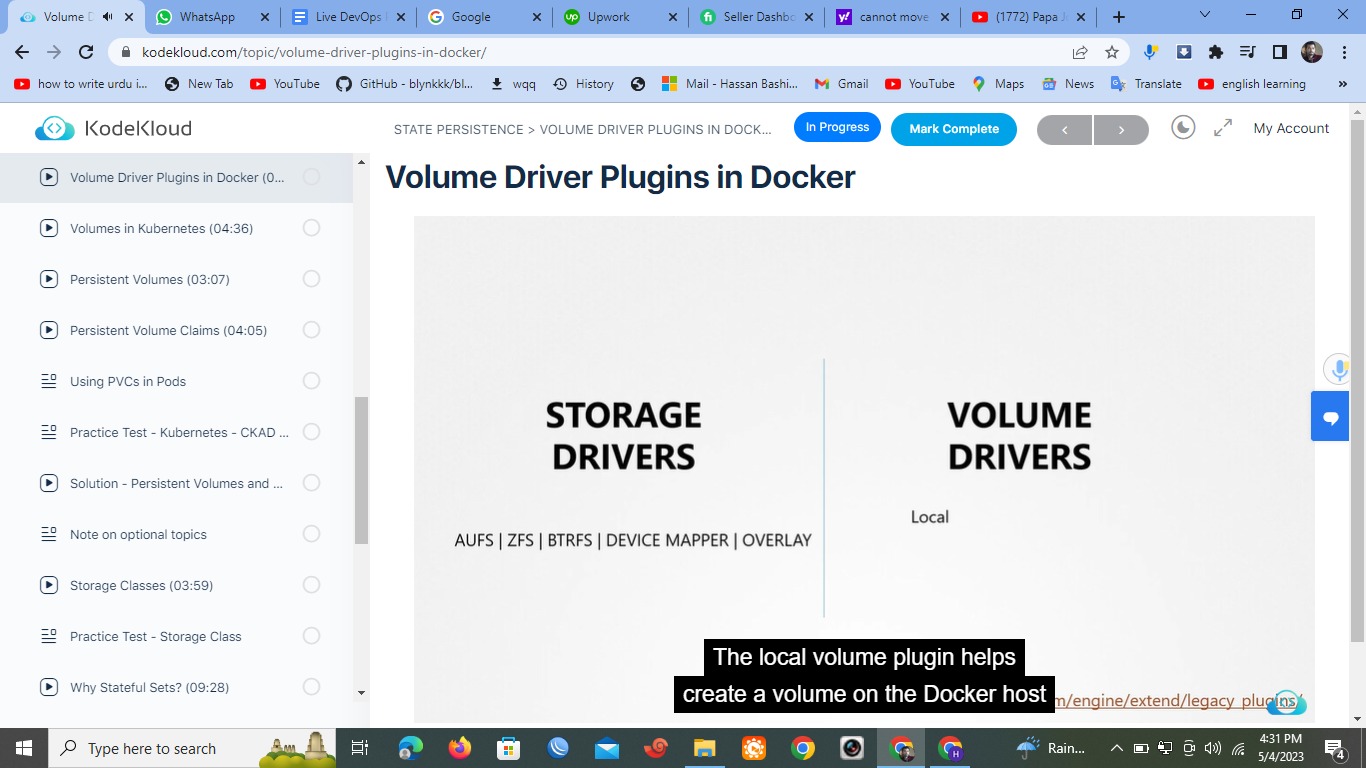 Volume D
WhatsApp
Live DevOps
Google
Upwork
Seller Dashbo
cannot move
(1772) Papa J
kodekloud.com/topic/volume-driver-plugins-in-docker/
how to write urdu i...
New Tab
YouTube
GitHub - blynkkk/bl...
wqq
History
Mail - Hassan Bashi...
Gmail
YouTube
Maps
News
Translate
english learning
»
KodeKloud
STATE PERSISTENCE > VOLUME DRIVER PLUGINS IN DOCK...
In Progress
Mark Complete
<
>
My Account
Volume Driver Plugins in Docker (0...
Volumes in Kubernetes (04:36)
Persistent Volumes (03:07)
Persistent Volume Claims (04:05)
Using PVCs in Pods
Practice Test - Kubernetes - CKAD ...
Solution - Persistent Volumes and ...
Note on optional topics
Storage Classes (03:59)
Practice Test - Storage Class
Why Stateful Sets? (09:28)
Volume Driver Plugins in Docker
STORAGE
DRIVERS
AUFS | ZFS | BTRFS | DEVICE MAPPER | OVERLAY
VOLUME
DRIVERS
Local
The local volume plugin helps
create a volume on the Docker host
m/engine/extend/legacy_plugins/
Type here to search
H
Rain...
4:31 PM
5/4/2023
4